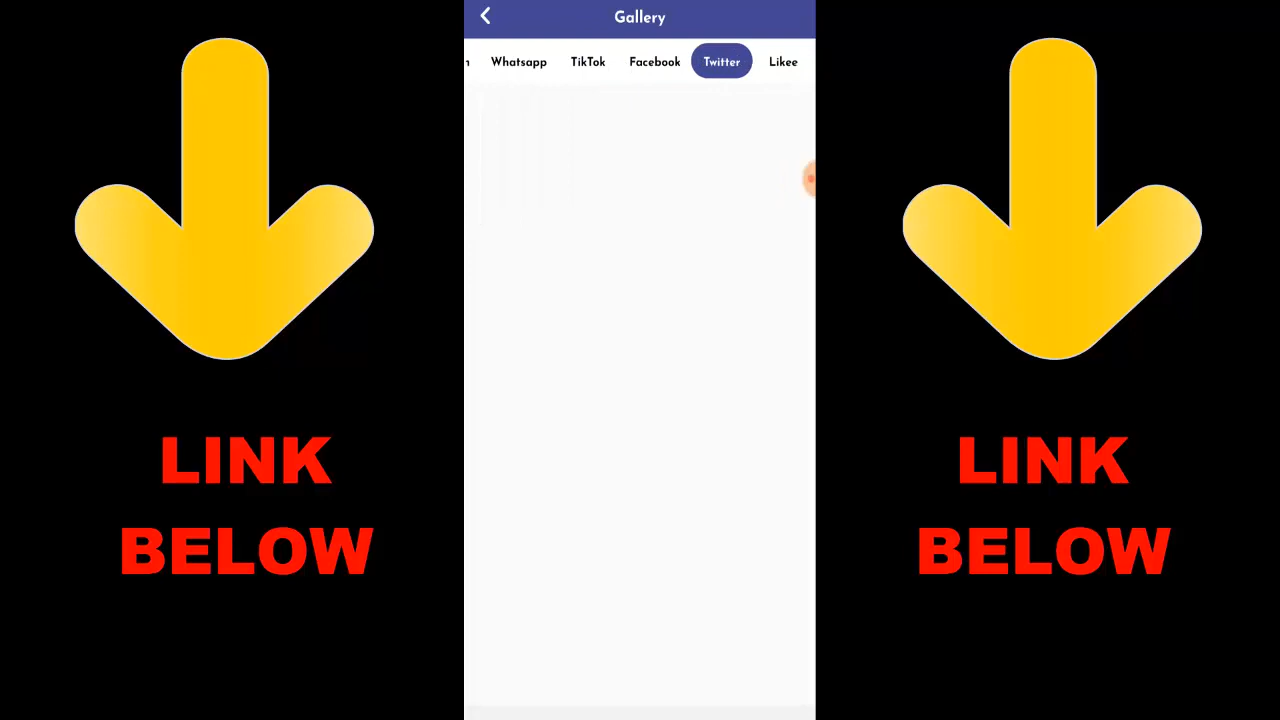 Gallery
n Whatsapp TikTok Facebook Twitter Likee
LINK
BELOW
LINK
BELOW